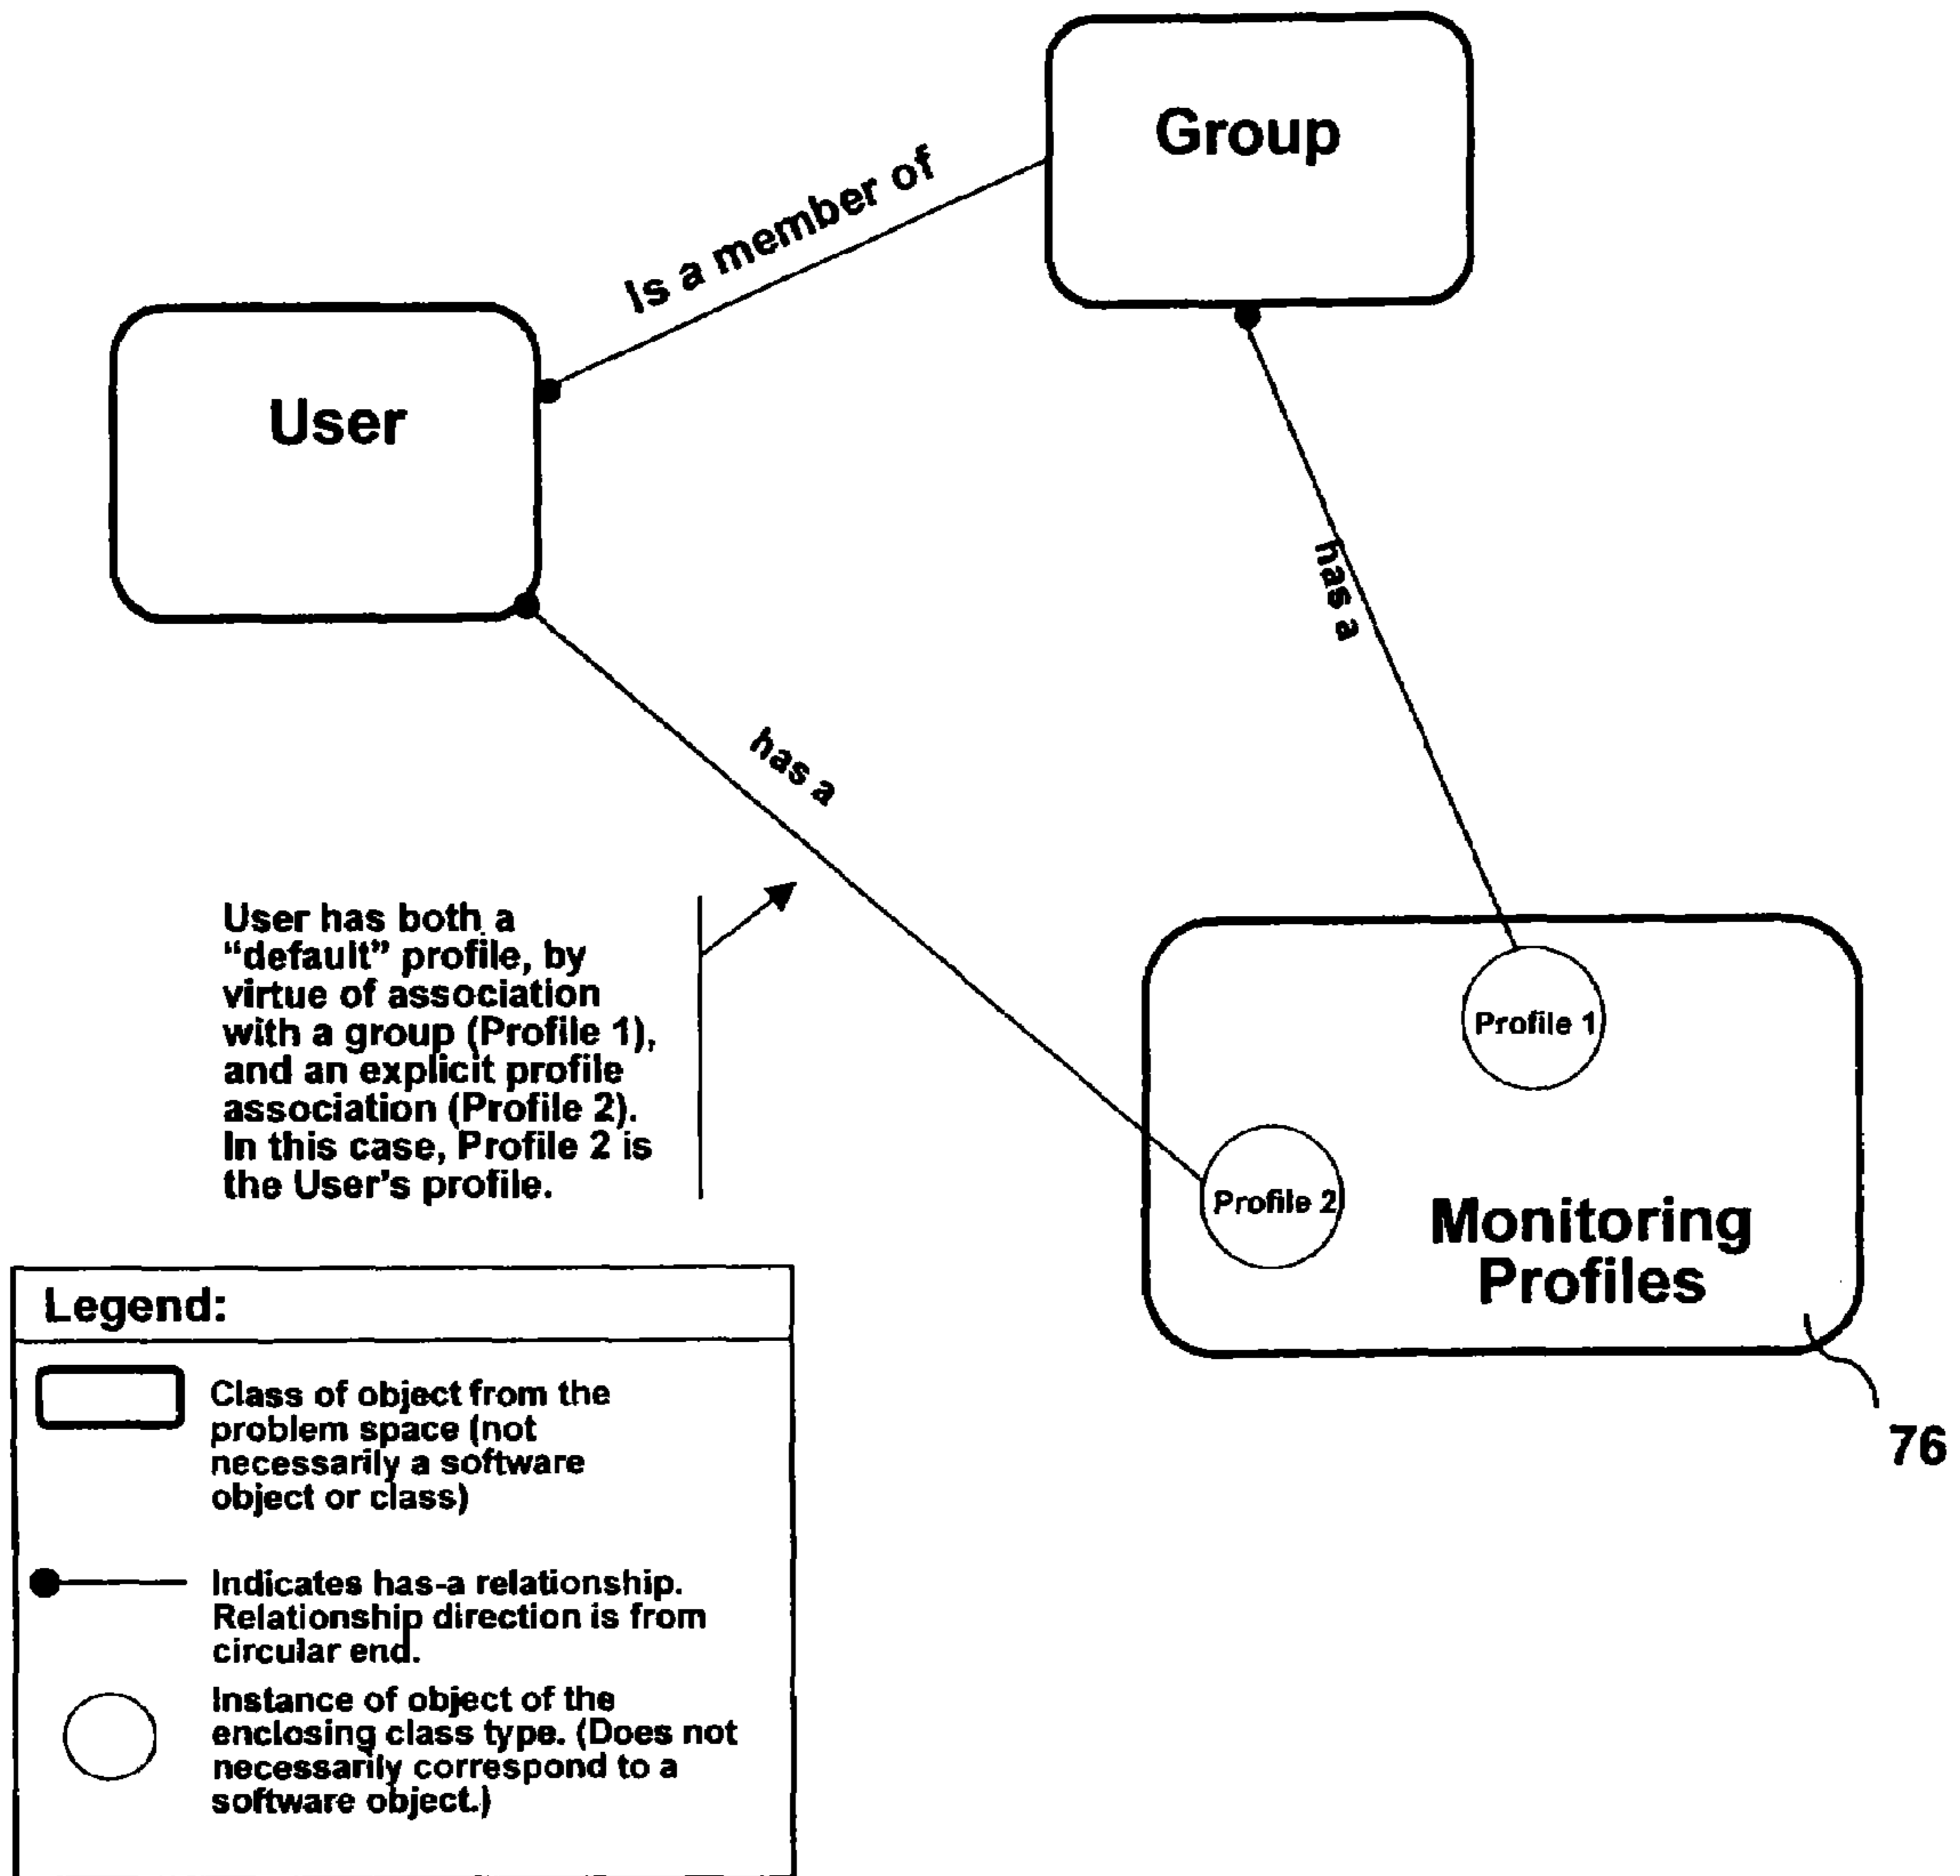 Group
Is a member of
User
has a
has a
User has both a
“default” profile, by
virtue of association
with a group (Profile 1),
and an explicit profile
association (Profile 2).
In this case, Profile 2 is
the User's profile.
Profile 1
Profile 2
Monitoring
Profiles
76
Legend:
Class of object from the
problem space (not
necessarily a software
object or class)
Indicates has-a relationship.
Relationship direction is from
circular end.
Instance of object of the
enclosing class type. (Does not
necessarily correspond to a
software object.)